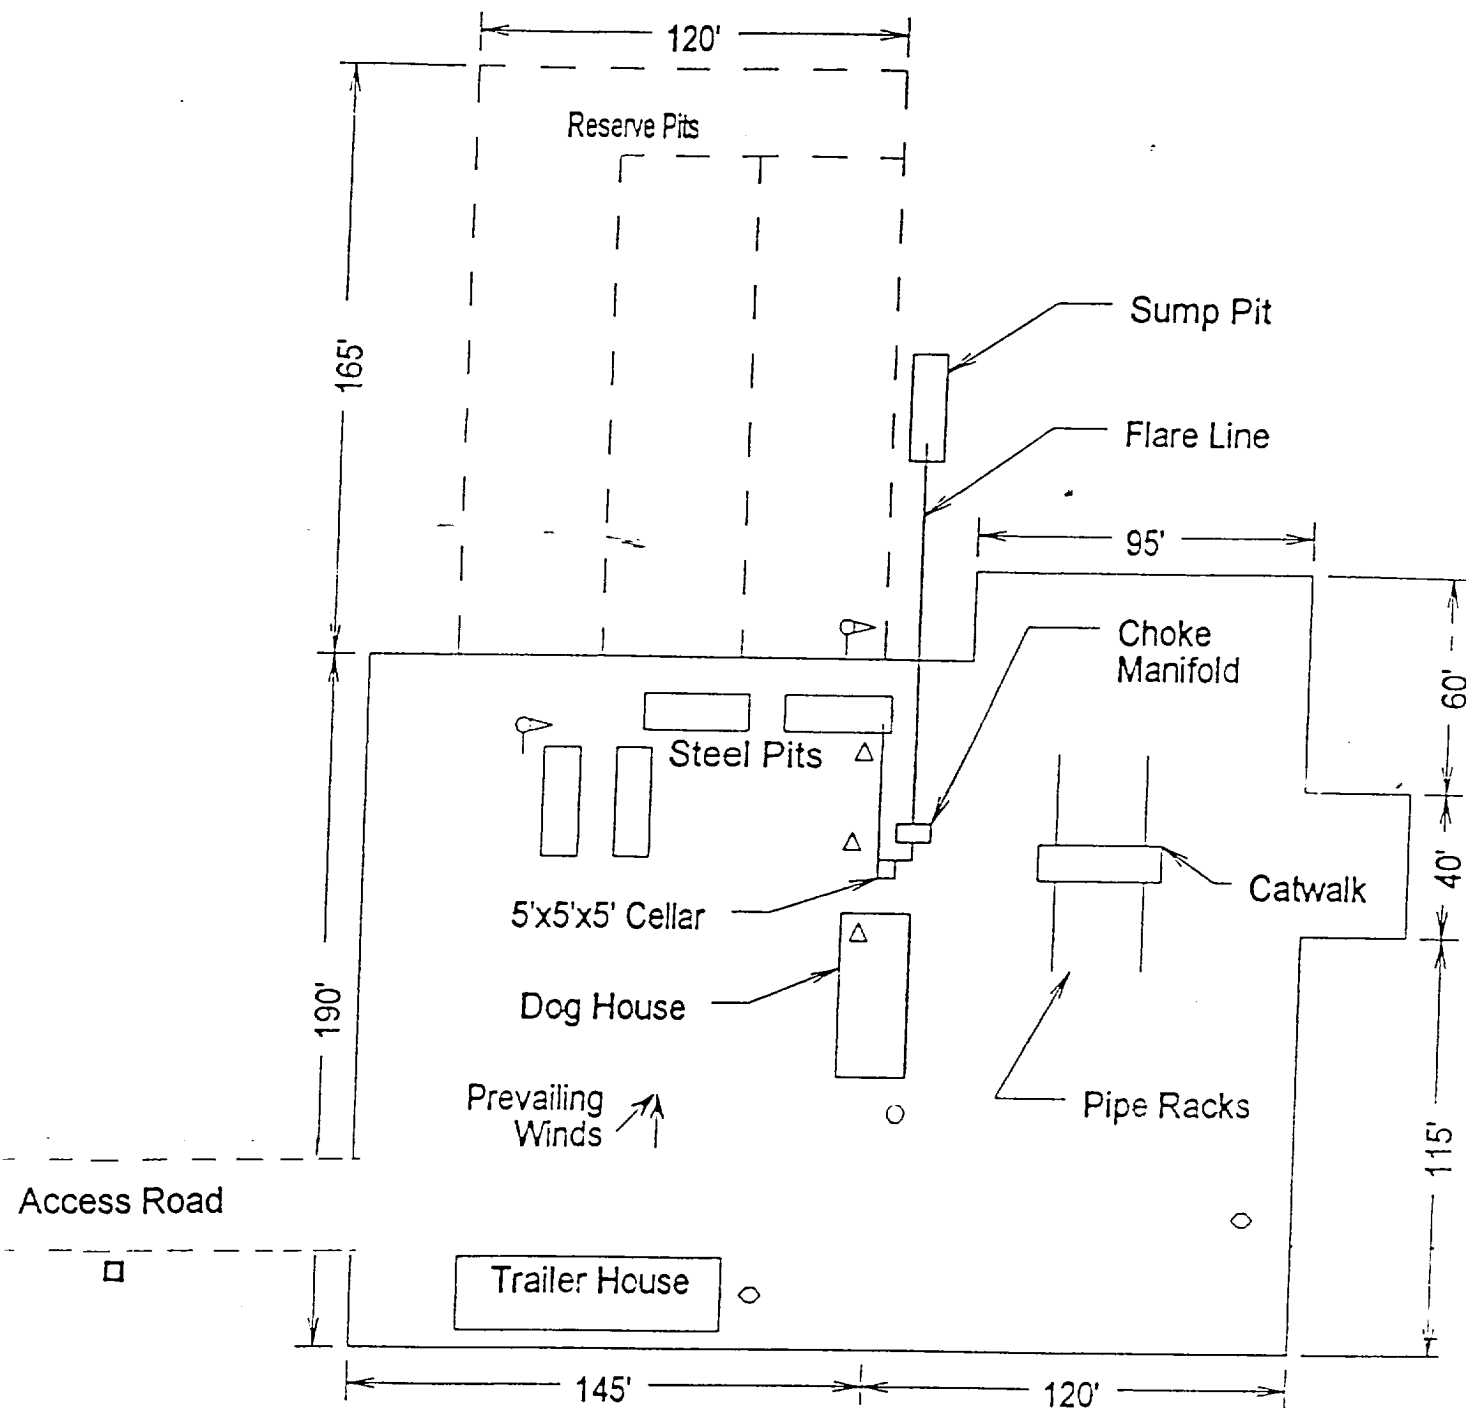 120'
Reserve Pits
165'
Sump Pit
Flare Line
95'
Choke
Manifold
60'
Steel Pits
40'
Catwalk
5'x5'x5' Cellar
190'
Dog House
Prevailing
Winds
Pipe Racks
115'
Access Road
Trailer House
145'
120'